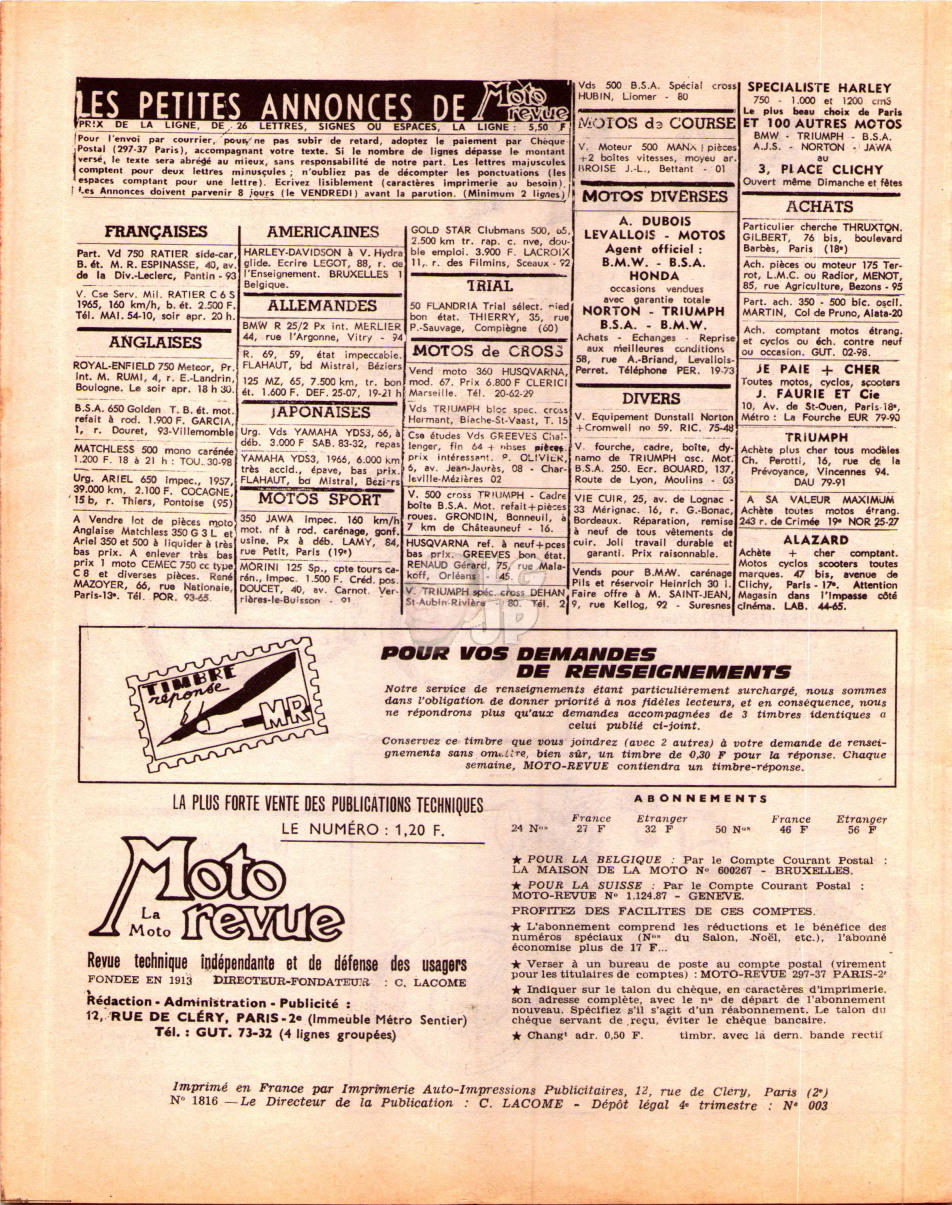 LES PETITES ANNONCES DE Moto revue
PRIX DE LA LIGNE, DE 26 LETTRES, SIGNES OU ESPACES, LA LIGNE : 5,50 F
Pour l'envoi par courrier, pour ne pas subir de retard, adoptez le paiement par Chèque
Postal (297-37 Paris), accompagnant votre texte. Si le nombre de lignes dépasse le montant
versé, le texte sera abrégé au mieux, sans responsabilité de notre part. Les lettres majuscules
comptent pour deux lettres minuscules ; n'oubliez pas de décompter les ponctuations (les
espaces comptant pour une lettre). Ecrivez lisiblement (caractères imprimerie au besoin).
Les Annonces doivent parvenir 8 jours (le VENDREDI) avant la parution. (Minimum 2 lignes)
FRANÇAISES
Part. Vd 750 RATIER side-car,
B. ét. M. R. ESPINASSE, 40, av.
de la Div.-Leclerc, Pantin - 93
V. Cse Serv. Mil. RATIER C 6 S
1965, 160 km/h, b. ét. 2.500 F.
Tél. MAI. 54-10, soir apr. 20 h.
ANGLAISES
ROYAL-ENFIELD 750 Meteor, Pr.
Int. M. RUMI, 4, r. E.-Landrin,
Boulogne. Le soir apr. 18 h 30.
B.S.A. 650 Golden T. B. ét. mot.
refait à rod. 1.900 F. GARCIA,
1, r. Douret, 93-Villemomble
MATCHLESS 500 mono carénée
1.200 F. 18 à 21 h : TOU. 30-98
Urg. ARIEL 650 impec., 1957,
39.000 km, 2.100 F. COCAGNE,
15 b, r. Thiers, Pontoise (95)
A Vendre lot de pièces moto
Anglaise Matchless 350 G 3 L et
Ariel 350 et 500 à liquider à très
bas prix. A enlever très bas
prix 1 moto CEMEC 750 cc type
C 8 et diverses pièces. René
MAZOYER, 66, rue Nationale,
Paris-13e. Tél. POR. 93-65.
AMERICAINES
HARLEY-DAVIDSON à V. Hydra
glide. Ecrire LEGOT, 88, r. de
l'Enseignement. BRUXELLES 1
Belgique.
ALLEMANDES
BMW R 25/2 Px int. MERLIER
44, rue l'Argonne, Vitry - 94
R. 69, 59, état impeccable.
FLAHAUT, bd Mistral, Béziers
125 MZ, 65, 7.500 km, tr. bon
ét. 1.600 F. DEF. 25-07, 19-21 h
JAPONAISES
Urg. Vds YAMAHA YDS3, 66, à
déb. 3.000 F SAB. 83-32, repas
YAMAHA YDS3, 1966, 6.000 km
très accid., épave, bas prix.
FLAHAUT, bd Mistral, Béziers
MOTOS SPORT
350 JAWA impec. 160 km/h
mot. nf à rod. carénage, gonf.
usine. Px à déb. LAMY, 84,
rue Petit, Paris (19e)
MORINI 125 Sp., cpte tours ca-
rén., Impec. 1.500 F. Créd. pos.
DOUCET, 40, av. Carnot. Ver-
rières-le-Buisson - 91
GOLD STAR Clubmans 500, 65,
2.500 km tr. rap. c. nve, dou-
ble emploi. 3.900 F. LACROIX
11, r. des Filmins, Sceaux - 92
TRIAL
50 FLANDRIA Trial sélect. pied
bon état. THIERRY, 35, rue
P.-Sauvage, Compiègne (60)
MOTOS de CROSS
Vend moto 360 HUSQVARNA,
mod. 67. Prix 6.800 F CLERICI
Marseille. Tél. 20-62-29
Vds TRIUMPH bloc spec. cross
Hermant, Biache-St-Vaast, T. 15
Cse études Vds GREEVES Chal-
lenger, fin 64 + nbses pièces,
prix intéressant. P. OLIVIER,
6, av. Jean-Jaurès, 08 - Char-
leville-Mézières 02
V. 500 cross TRIUMPH - Cadre
boîte B.S.A. Mot. refait+pièces
roues. GRONDIN, Bonneuil, à
7 km de Châteauneuf - 16.
HUSQVARNA ref. à neuf+pces
bas prix. GREEVES bon état.
RENAUD Gérard, 75, rue Mala-
koff, Orléans - 45.
V. TRIUMPH spéc. cross DEHAN,
St-Aubin-Rivière - 80. Tél. 2
Vds 500 B.S.A. Spécial cross
HUBIN, Liomer - 80
MOTOS de COURSE
V. Moteur 500 MANX | pièces
+2 boîtes vitesses, moyeu ar.
BROISE J.-L., Bettant - 01
MOTOS DIVERSES
A. DUBOIS
LEVALLOIS - MOTOS
Agent officiel :
B.M.W. - B.S.A.
HONDA
occasions vendues
avec garantie totale
NORTON - TRIUMPH
B.S.A. - B.M.W.
Achats - Echanges - Reprise
aux meilleures conditions
58, rue A.-Briand, Levallois-
Perret. Téléphone PER. 19-73
DIVERS
V. Equipement Dunstall Norton
+Cromwell no 59. RIC. 75-48
V. fourche, cadre, boîte, dy-
namo de TRIUMPH osc. Mot.
B.S.A. 250. Ecr. BOUARD, 137,
Route de Lyon, Moulins - 03
VIE CUIR, 25, av. de Lognac -
33 Mérignac. 16, r. G.-Bonac,
Bordeaux. Réparation, remise
à neuf de tous vêtements de
cuir. Joli travail durable et
garanti. Prix raisonnable.
Vends pour B.M.W. carénage
Pils et réservoir Heinrich 30 l.
Faire offre à M. SAINT-JEAN,
9, rue Kellog, 92 - Suresnes
SPECIALISTE HARLEY
750 - 1.000 et 1200 cm3
Le plus beau choix de Paris
ET 100 AUTRES MOTOS
BMW - TRIUMPH - B.S.A.
A.J.S. - NORTON - JAWA
au
3, PLACE CLICHY
Ouvert même Dimanche et fêtes
ACHATS
Particulier cherche THRUXTON.
GILBERT, 76 bis, boulevard
Barbès, Paris (18e)
Ach. pièces ou moteur 175 Ter-
rot, L.M.C. ou Radior, MENOT,
85, rue Agriculture, Bezons - 95
Part. ach. 350 - 500 blc. oscil.
MARTIN, Col de Pruno, Alata-20
Ach. comptant motos étrang.
et cyclos ou éch. contre neuf
ou occasion. GUT. 02-98.
JE PAIE + CHER
Toutes motos, cyclos, scooters
J. FAURIE ET Cie
10, Av. de St-Ouen, Paris-18e,
Métro : La Fourche EUR 79-90
TRIUMPH
Achète plus cher tous modèles
Ch. Perotti, 16, rue de la
Prévoyance, Vincennes 94.
DAU 79-91
A SA VALEUR MAXIMUM
Achète toutes motos étrang.
243 r. de Crimée 19e NOR 25-27
ALAZARD
Achète + cher comptant.
Motos cyclos scooters toutes
marques. 47 bis, avenue de
Clichy, Paris - 17e. Attention
Magasin dans l'Impasse côté
cinéma. LAB. 44-65.
JP
TIMBRE
réponse
MR
POUR VOS DEMANDES
DE RENSEIGNEMENTS
Notre service de renseignements étant particulièrement surchargé, nous sommes
dans l'obligation de donner priorité à nos fidèles lecteurs, et en conséquence, nous
ne répondrons plus qu'aux demandes accompagnées de 3 timbres identiques a
celui publié ci-joint.
Conservez ce timbre que vous joindrez (avec 2 autres) à votre demande de rensei-
gnements sans omettre, bien sûr, un timbre de 0,30 F pour la réponse. Chaque
semaine, MOTO-REVUE contiendra un timbre-réponse.
LA PLUS FORTE VENTE DES PUBLICATIONS TECHNIQUES
LE NUMÉRO : 1,20 F.
La Moto
Moto revue
Revue technique indépendante et de défense des usagers
FONDEE EN 1913 DIRECTEUR-FONDATEUR : C. LACOME
Rédaction - Administration - Publicité :
12, RUE DE CLÉRY, PARIS-2e (Immeuble Métro Sentier)
Tél. : GUT. 73-32 (4 lignes groupées)
ABONNEMENTS
France Etranger France Etranger
24 Nos 27 F 32 F 50 Nos 46 F 56 F
★ POUR LA BELGIQUE : Par le Compte Courant Postal :
LA MAISON DE LA MOTO No 600267 - BRUXELLES.
★ POUR LA SUISSE : Par le Compte Courant Postal :
MOTO-REVUE No 1.124.87 - GENEVE.
PROFITEZ DES FACILITES DE CES COMPTES.
★ L'abonnement comprend les réductions et le bénéfice des
numéros spéciaux (Nos du Salon, Noël, etc.), l'abonné
économise plus de 17 F...
★ Verser à un bureau de poste au compte postal (virement
pour les titulaires de comptes) : MOTO-REVUE 297-37 PARIS-2e
★ Indiquer sur le talon du chèque, en caractères d'imprimerie,
son adresse complète, avec le no de départ de l'abonnement
nouveau. Spécifiez s'il s'agit d'un réabonnement. Le talon du
chèque servant de reçu, éviter le chèque bancaire.
★ Changt adr. 0,50 F. timbr. avec la dern. bande rectif
Imprimé en France par Imprimerie Auto-Impressions Publicitaires, 12, rue de Cléry, Paris (2e)
No 1816 — Le Directeur de la Publication : C. LACOME - Dépôt légal 4e trimestre : No 003